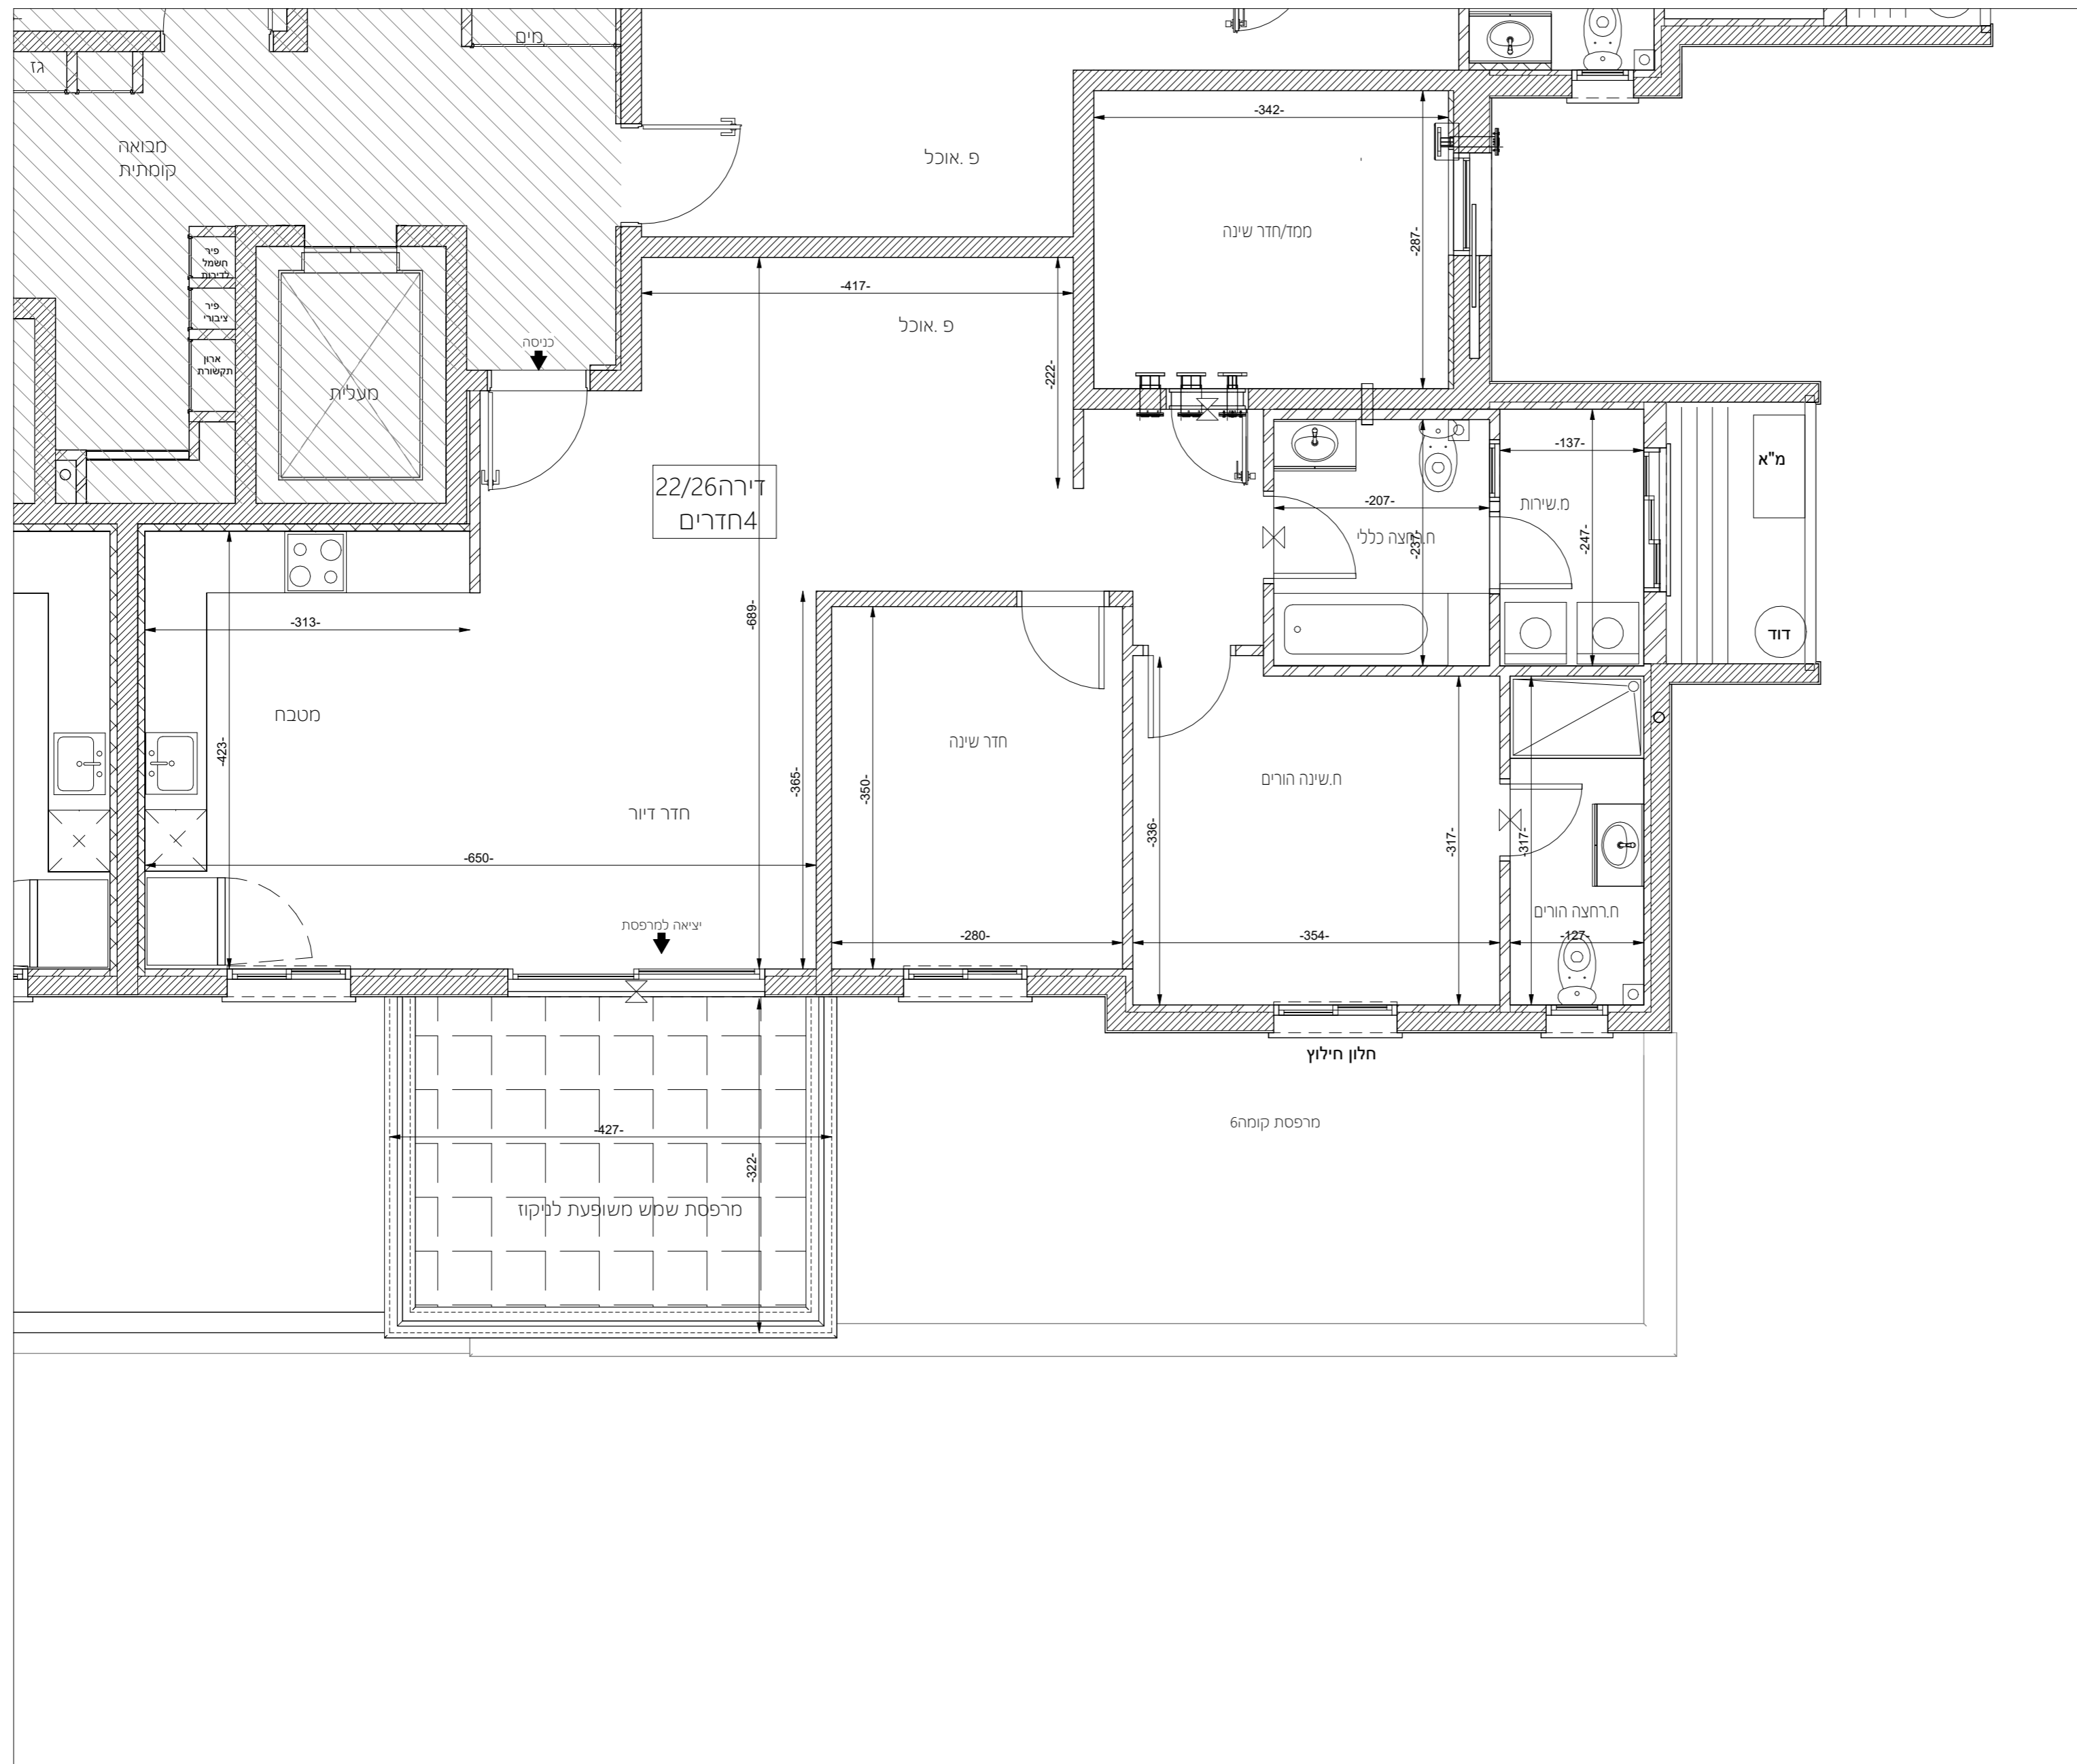 מים
גז
מבואה
קומתית
פ .אוכל
-342-
ממד/חדר שינה
-287-
פיר
חשמל
לדירות
פיר
ציבורי
ארון
תקשורת
מעלית
כניסה
-417-
פ .אוכל
-222-
דירה22/26
4חדרים
-689-
-207-
ח.רחצה כללי
-237-
-137-
מ.שירות
-247-
מ"א
דוד
-313-
מטבח
-423-
חדר דיור
-650-
-365-
יציאה למרפסת
חדר שינה
-350-
-280-
ח.שינה הורים
-336-
-317-
-354-
-317-
ח.רחצה הורים
-127-
חלון חילוץ
מרפסת קומה6
-427-
-322-
מרפסת שמש משופעת לניקוז